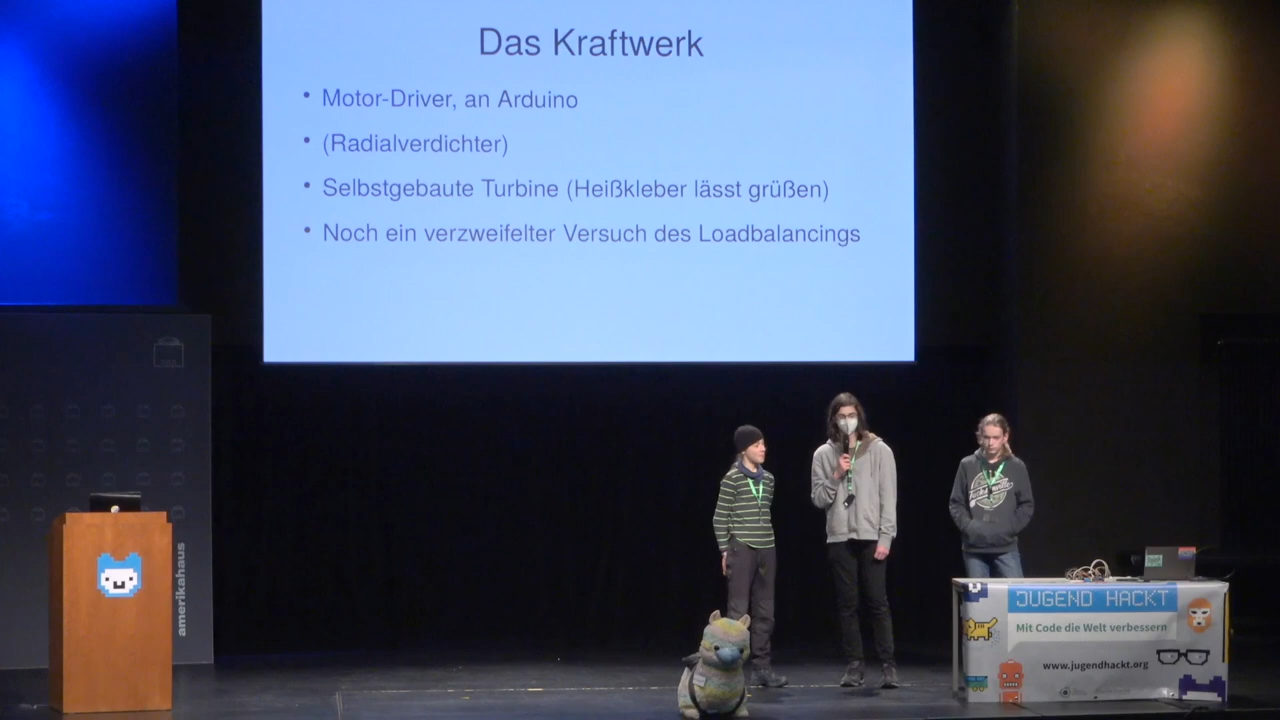 Das Kraftwerk
• Motor-Driver, an Arduino
• (Radialverdichter)
• Selbstgebaute Turbine (Heißkleber lässt grüßen)
• Noch ein verzweifelter Versuch des Loadbalancings
amerikahaus
JUGEND HACKT
Mit Code die Welt verbessern
www.jugendhackt.org